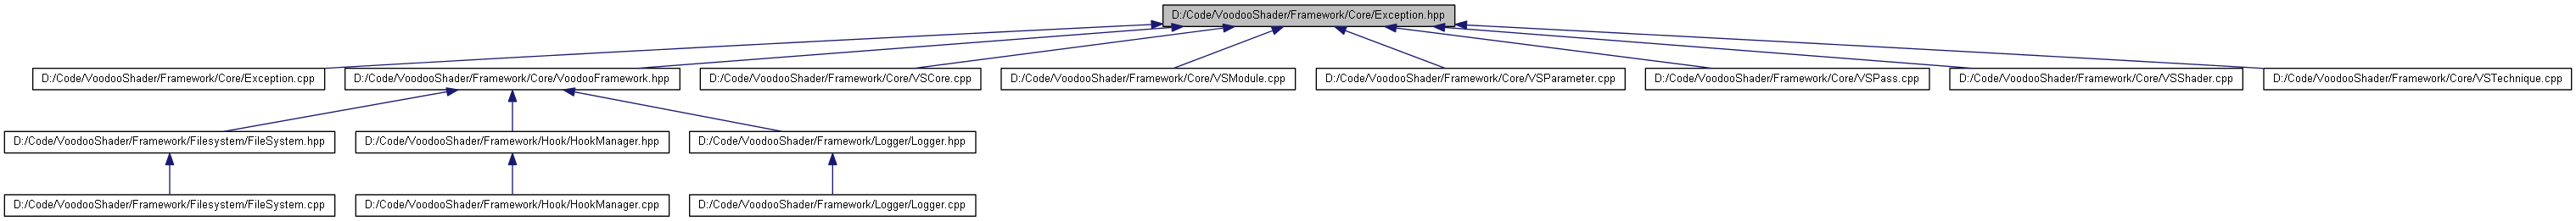 D:/Code/VoodooShader/Framework/Core/Exception.hpp
D:/Code/VoodooShader/Framework/Core/Exception.cpp
D:/Code/VoodooShader/Framework/Core/VoodooFramework.hpp
D:/Code/VoodooShader/Framework/Core/VSCore.cpp
D:/Code/VoodooShader/Framework/Core/VSModule.cpp
D:/Code/VoodooShader/Framework/Core/VSParameter.cpp
D:/Code/VoodooShader/Framework/Core/VSPass.cpp
D:/Code/VoodooShader/Framework/Core/VSShader.cpp
D:/Code/VoodooShader/Framework/Core/VSTechnique.cpp
D:/Code/VoodooShader/Framework/Filesystem/FileSystem.hpp
D:/Code/VoodooShader/Framework/Hook/HookManager.hpp
D:/Code/VoodooShader/Framework/Logger/Logger.hpp
D:/Code/VoodooShader/Framework/Filesystem/FileSystem.cpp
D:/Code/VoodooShader/Framework/Hook/HookManager.cpp
D:/Code/VoodooShader/Framework/Logger/Logger.cpp